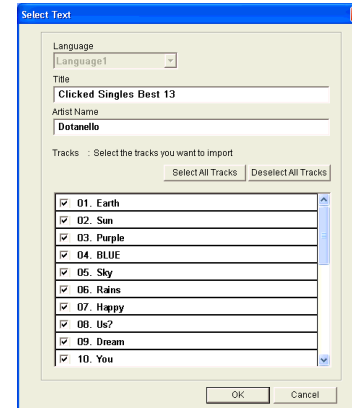 Select Text
Language
Language1
Title
Clicked Singles Best 13
Artist Name
Dotanello
Tracks : Select the tracks you want to import
Select All Tracks Deselect All Tracks
01. Earth
02. Sun
03. Purple
04. BLUE
05. Sky
06. Rains
07. Happy
08. Us?
09. Dream
10. You
OK Cancel